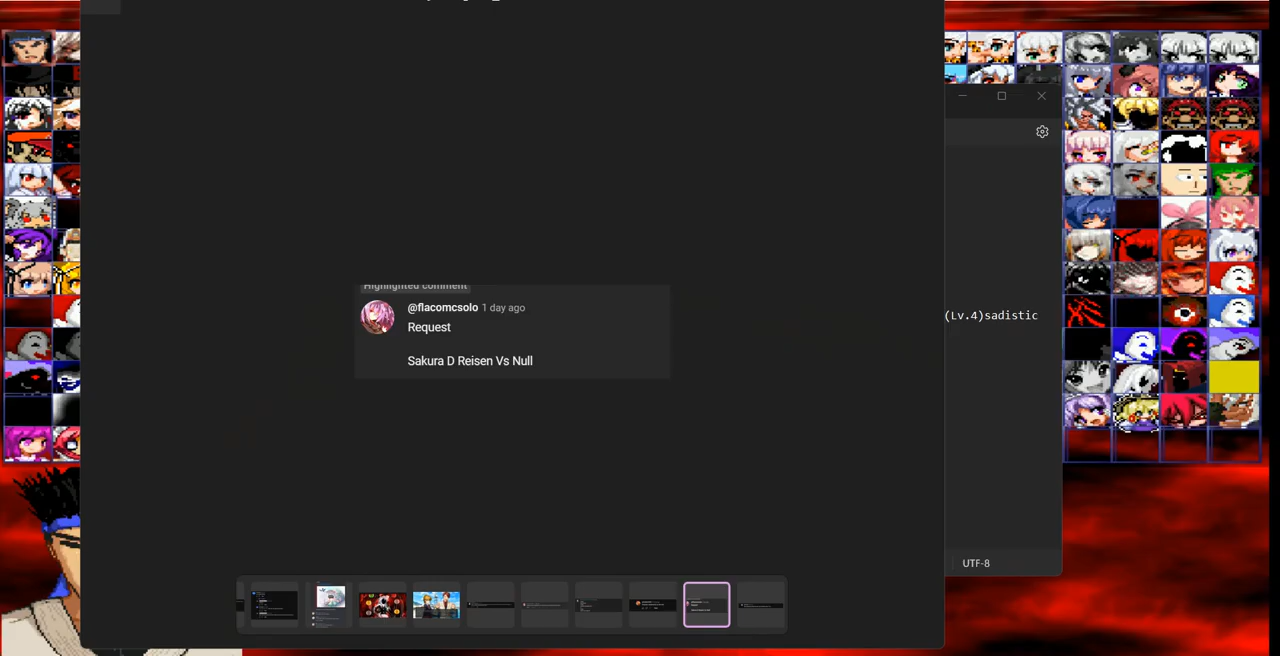 Highlighted comment
@flacomcsolo 1 day ago
Request
Sakura D Reisen Vs Null
(Lv.4)sadistic
UTF-8